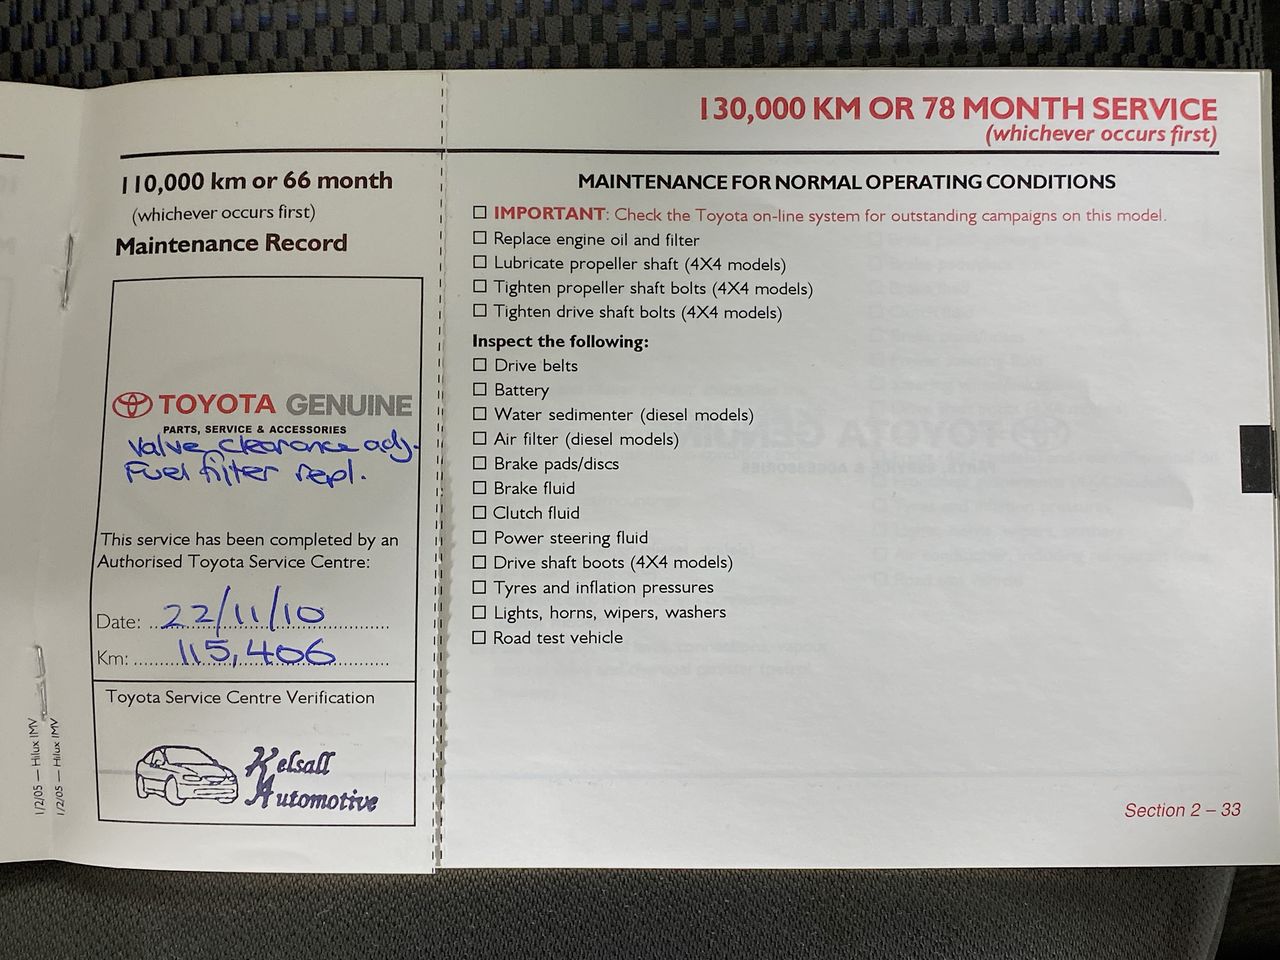 110,000 km or 66 month
(whichever occurs first)
Maintenance Record
TOYOTA GENUINE
PARTS, SERVICE & ACCESSORIES
Valve clearance adj.
Fuel filter repl.
This service has been completed by an
Authorised Toyota Service Centre:
Date: 22/11/10
Km: 115,406
Toyota Service Centre Verification
Kelsall
Automotive
1/2/05 — Hilux IMV
1/2/05 — Hilux IMV
130,000 KM OR 78 MONTH SERVICE
(whichever occurs first)
MAINTENANCE FOR NORMAL OPERATING CONDITIONS
IMPORTANT: Check the Toyota on-line system for outstanding campaigns on this model.
Replace engine oil and filter
Lubricate propeller shaft (4X4 models)
Tighten propeller shaft bolts (4X4 models)
Tighten drive shaft bolts (4X4 models)
Inspect the following:
Drive belts
Battery
Water sedimenter (diesel models)
Air filter (diesel models)
Brake pads/discs
Brake fluid
Clutch fluid
Power steering fluid
Drive shaft boots (4X4 models)
Tyres and inflation pressures
Lights, horns, wipers, washers
Road test vehicle
Section 2 – 33